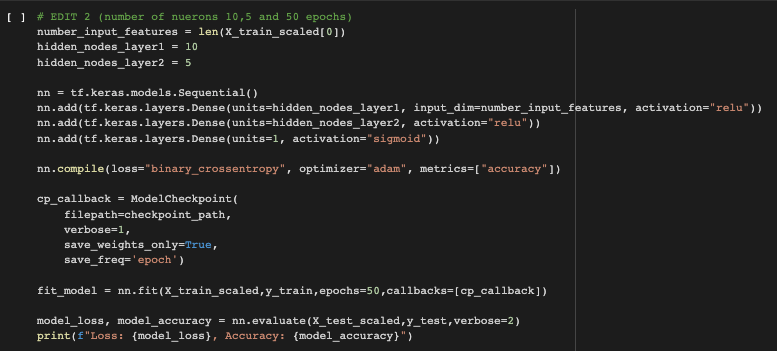 [ ] # EDIT 2 (number of nuerons 10,5 and 50 epochs)
number_input_features = len(X_train_scaled[0])
hidden_nodes_layer1 = 10
hidden_nodes_layer2 = 5
nn = tf.keras.models.Sequential()
nn.add(tf.keras.layers.Dense(units=hidden_nodes_layer1, input_dim=number_input_features, activation="relu"))
nn.add(tf.keras.layers.Dense(units=hidden_nodes_layer2, activation="relu"))
nn.add(tf.keras.layers.Dense(units=1, activation="sigmoid"))
nn.compile(loss="binary_crossentropy", optimizer="adam", metrics=["accuracy"])
cp_callback = ModelCheckpoint(
    filepath=checkpoint_path,
    verbose=1,
    save_weights_only=True,
    save_freq='epoch')
fit_model = nn.fit(X_train_scaled,y_train,epochs=50,callbacks=[cp_callback])
model_loss, model_accuracy = nn.evaluate(X_test_scaled,y_test,verbose=2)
print(f"Loss: {model_loss}, Accuracy: {model_accuracy}")